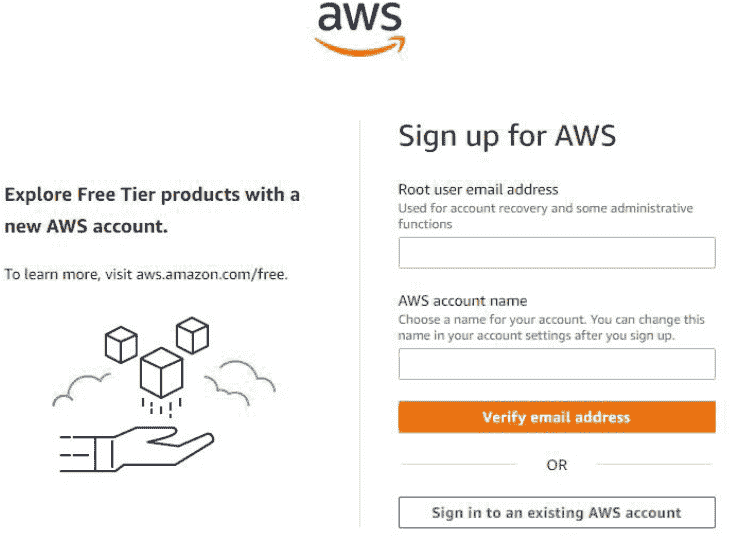 aws
Explore Free Tier products with a
new AWS account.
To learn more, visit aws.amazon.com/free.
Sign up for AWS
Root user email address
Used for account recovery and some administrative
functions
AWS account name
Choose a name for your account. You can change this
name in your account settings after you sign up.
Verify email address
OR
Sign in to an existing AWS account